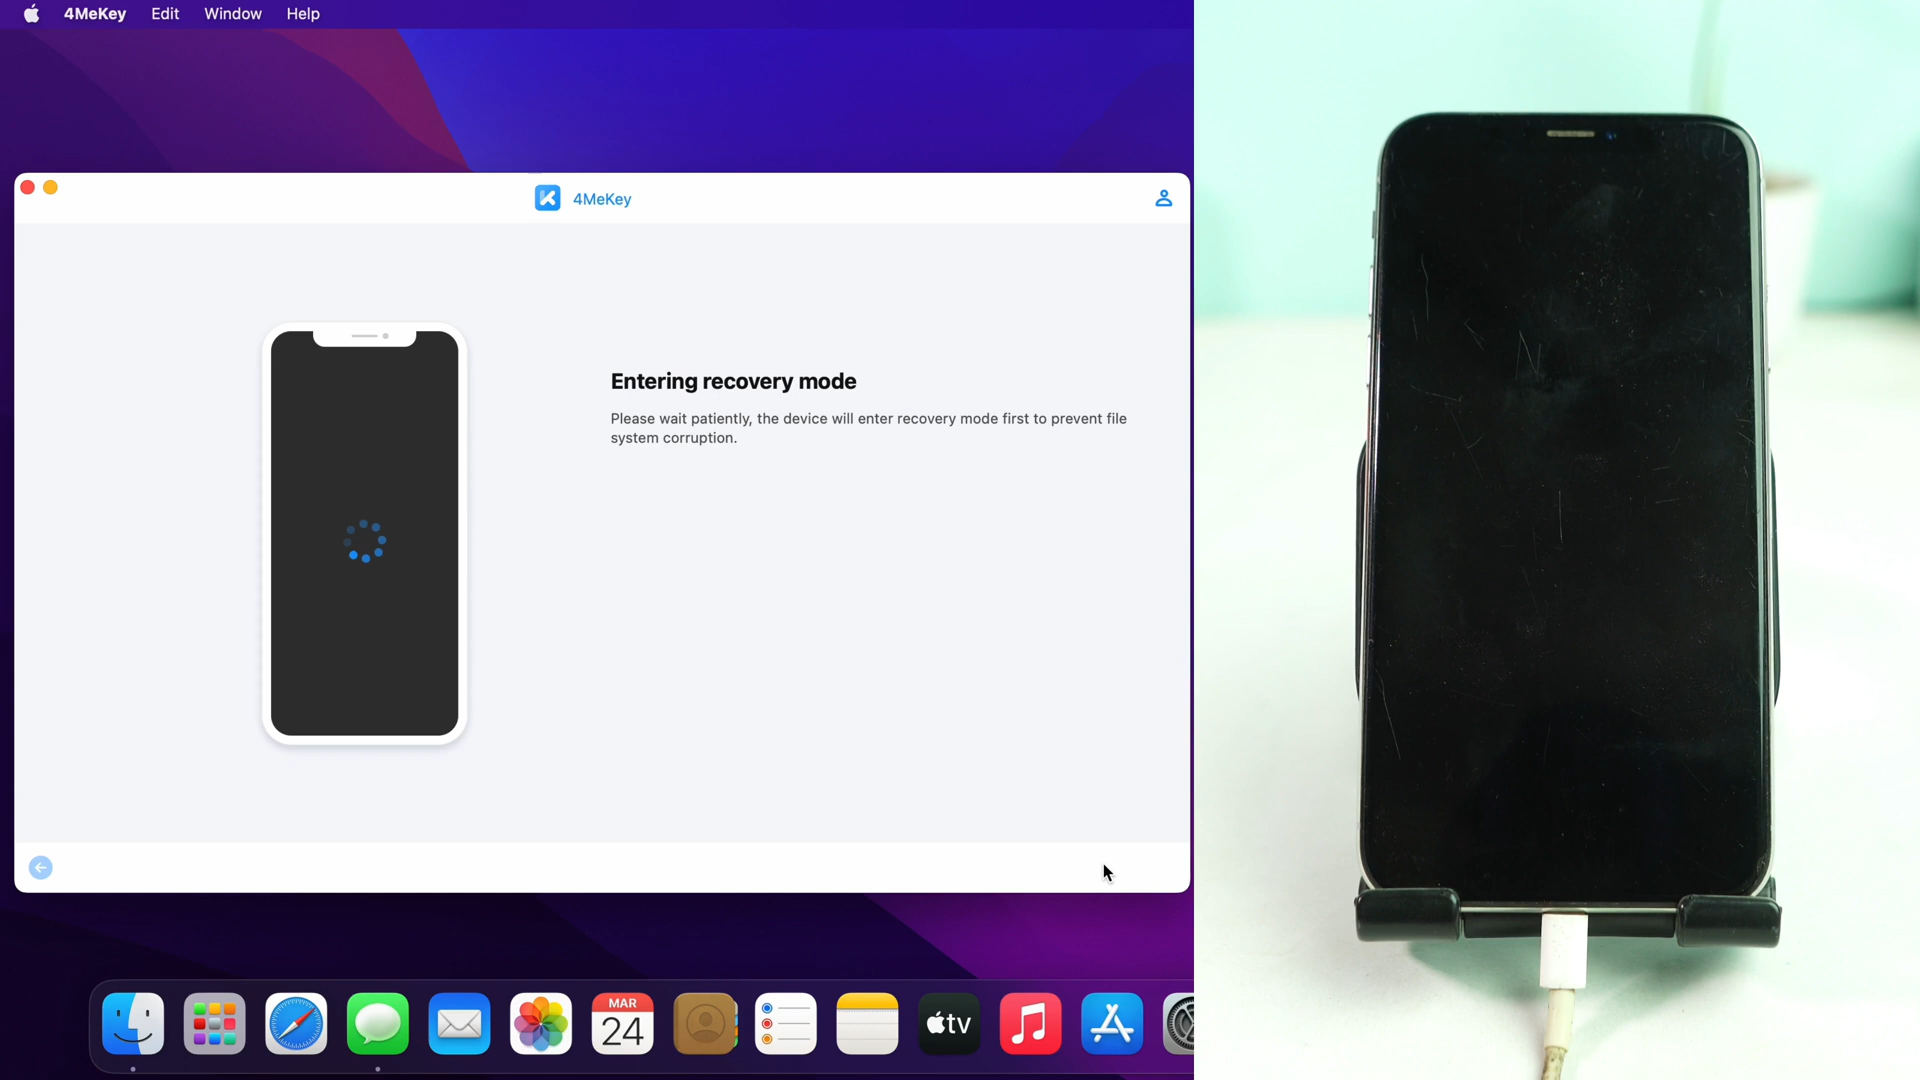 4MeKey Edit Window Help
4MeKey
Entering recovery mode
Please wait patiently, the device will enter recovery mode first to prevent file
system corruption.
MAR
24
tv